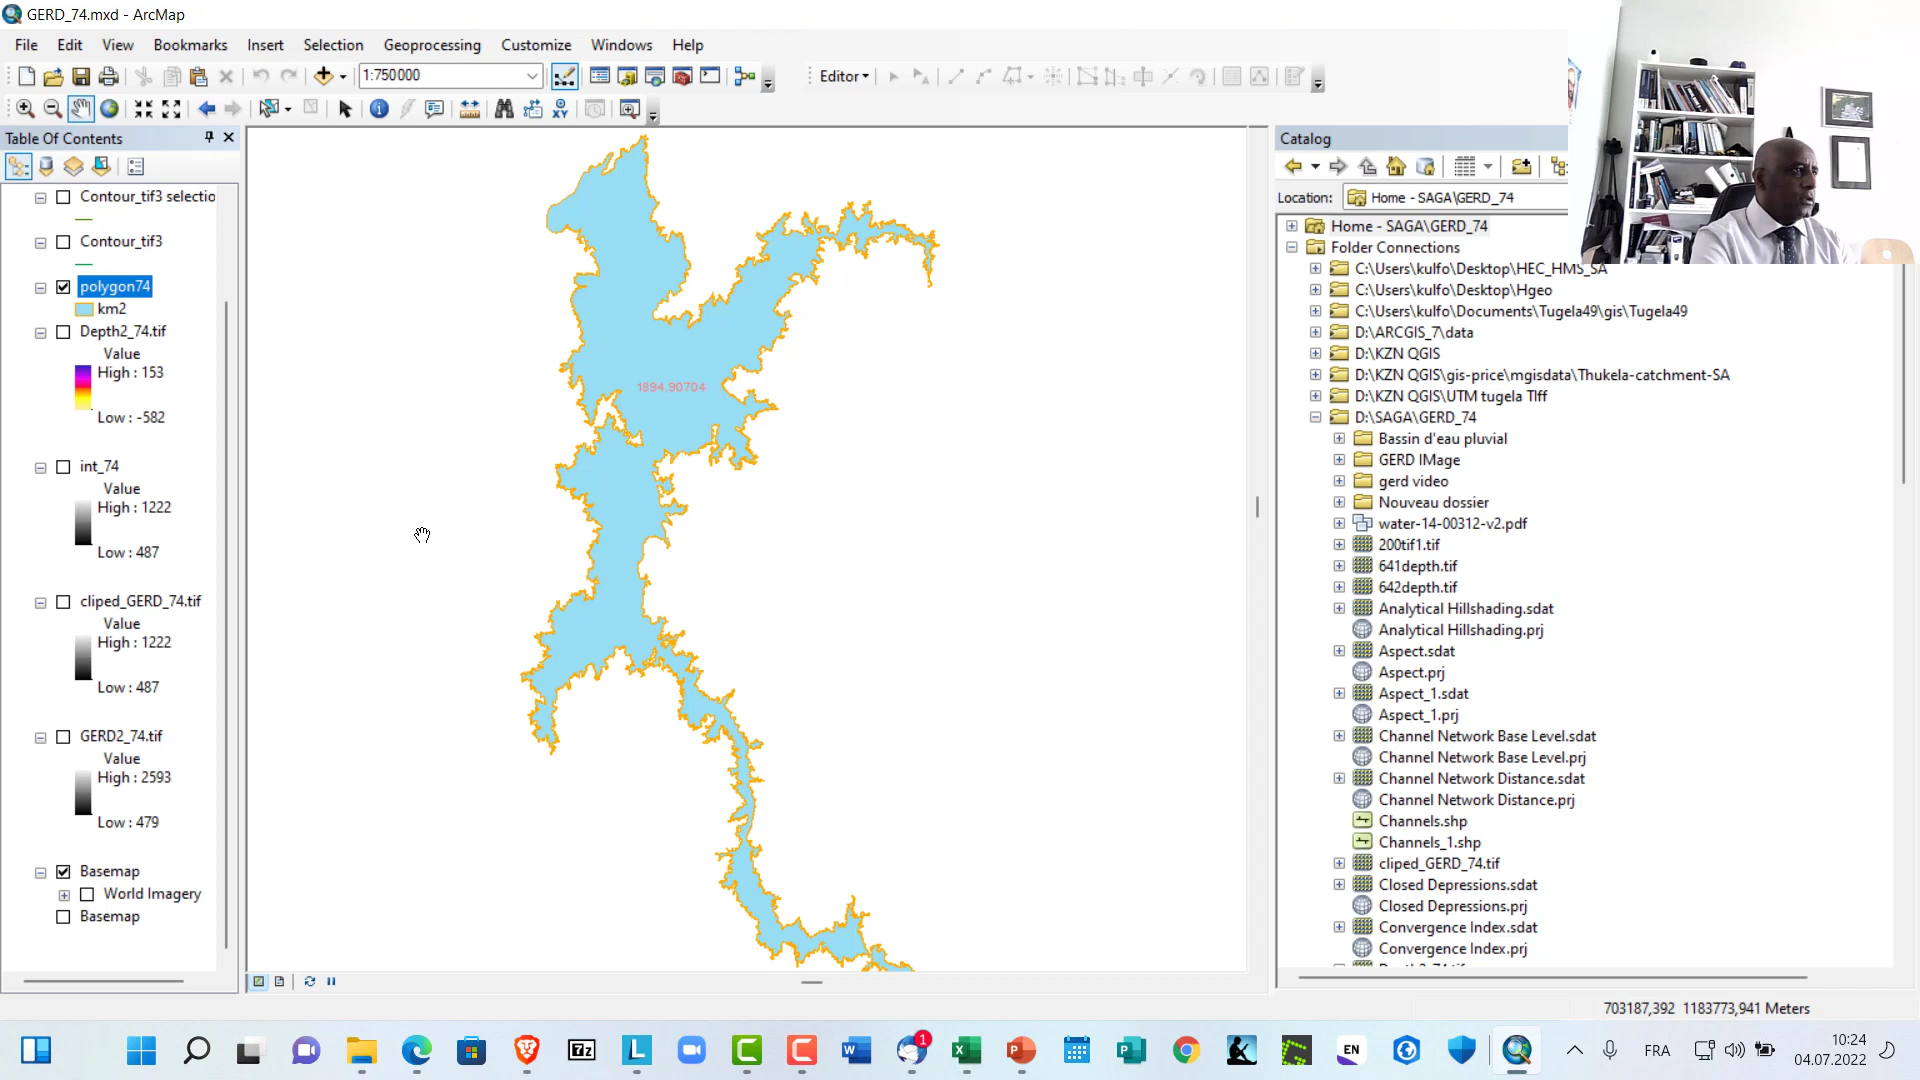 GERD_74.mxd - ArcMap
File Edit View Bookmarks Insert Selection Geoprocessing Customize Windows Help
1:750000
Editor
Table Of Contents
Contour_tif3 selectio
Contour_tif3
polygon74
km2
Depth2_74.tif
Value
High : 153
Low : -582
int_74
Value
High : 1222
Low : 487
cliped_GERD_74.tif
Value
High : 1222
Low : 487
GERD2_74.tif
Value
High : 2593
Low : 479
Basemap
World Imagery
Basemap
1894.90704
Catalog
Location: Home - SAGA\GERD_74
Home - SAGA\GERD_74
Folder Connections
C:\Users\kulfo\Desktop\HEC_HMS_SA
C:\Users\kulfo\Desktop\Hgeo
C:\Users\kulfo\Documents\Tugela49\gis\Tugela49
D:\ARCGIS_7\data
D:\KZN QGIS
D:\KZN QGIS\gis-price\mgisdata\Thukela-catchment-SA
D:\KZN QGIS\UTM tugela TIff
D:\SAGA\GERD_74
Bassin d'eau pluvial
GERD IMage
gerd video
Nouveau dossier
water-14-00312-v2.pdf
200tif1.tif
641depth.tif
642depth.tif
Analytical Hillshading.sdat
Analytical Hillshading.prj
Aspect.sdat
Aspect.prj
Aspect_1.sdat
Aspect_1.prj
Channel Network Base Level.sdat
Channel Network Base Level.prj
Channel Network Distance.sdat
Channel Network Distance.prj
Channels.shp
Channels_1.shp
cliped_GERD_74.tif
Closed Depressions.sdat
Closed Depressions.prj
Convergence Index.sdat
Convergence Index.prj
703187,392 1183773,941 Meters
FRA
10:24
04.07.2022